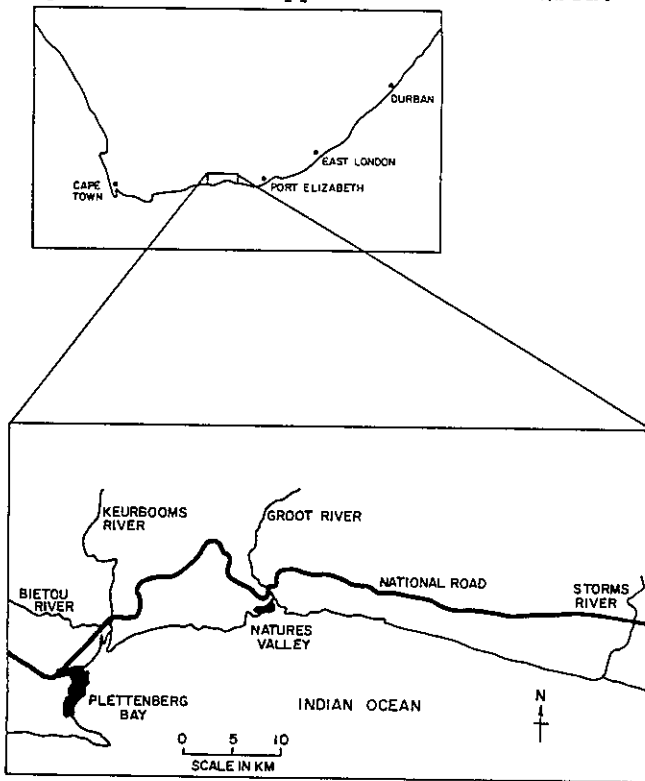 DURBAN
EAST LONDON
CAPE
TOWN
PORT ELIZABETH
KEURBOOMS
RIVER
GROOT RIVER
BIETOU
RIVER
NATIONAL ROAD
STORMS
RIVER
NATURES
VALLEY
PLETTENBERG
BAY
INDIAN OCEAN
N
0 5 10
SCALE IN KM